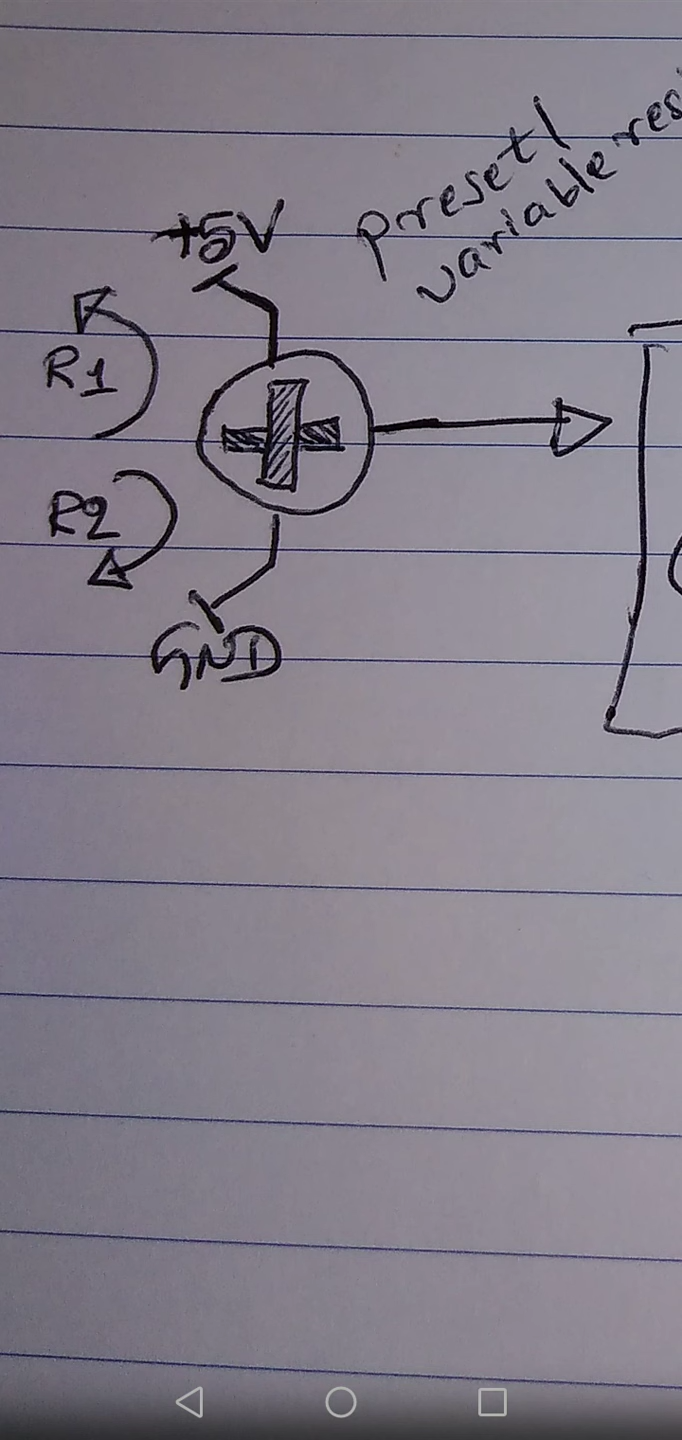 Preset/
variable res
+5V
R1
R2
GND